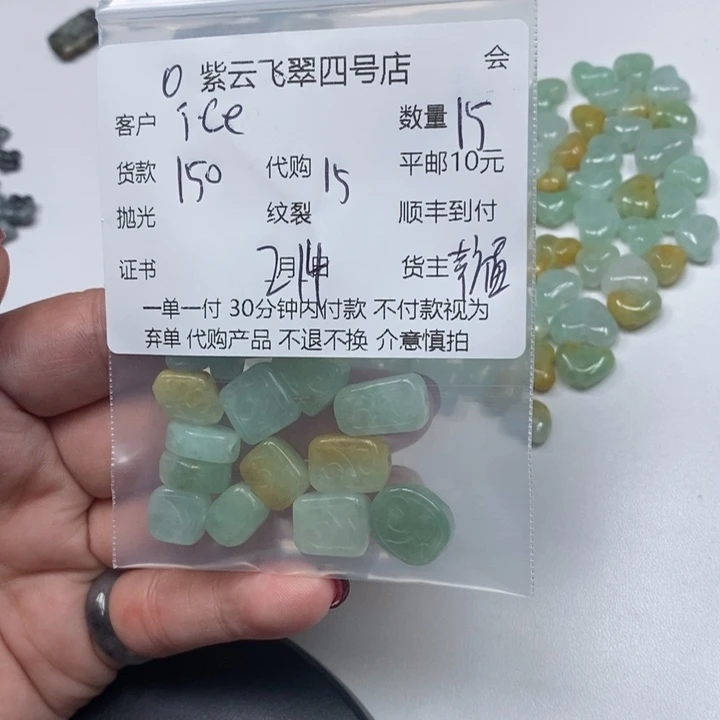 0 紫云飞翠四号店 会
客户 ice 数量 15
货款 150 代购 15 平邮10元
抛光 纹裂 顺丰到付
证书 2月14日 货主
一单一付 30分钟内付款 不付款视为
弃单 代购产品 不退不换 介意慎拍